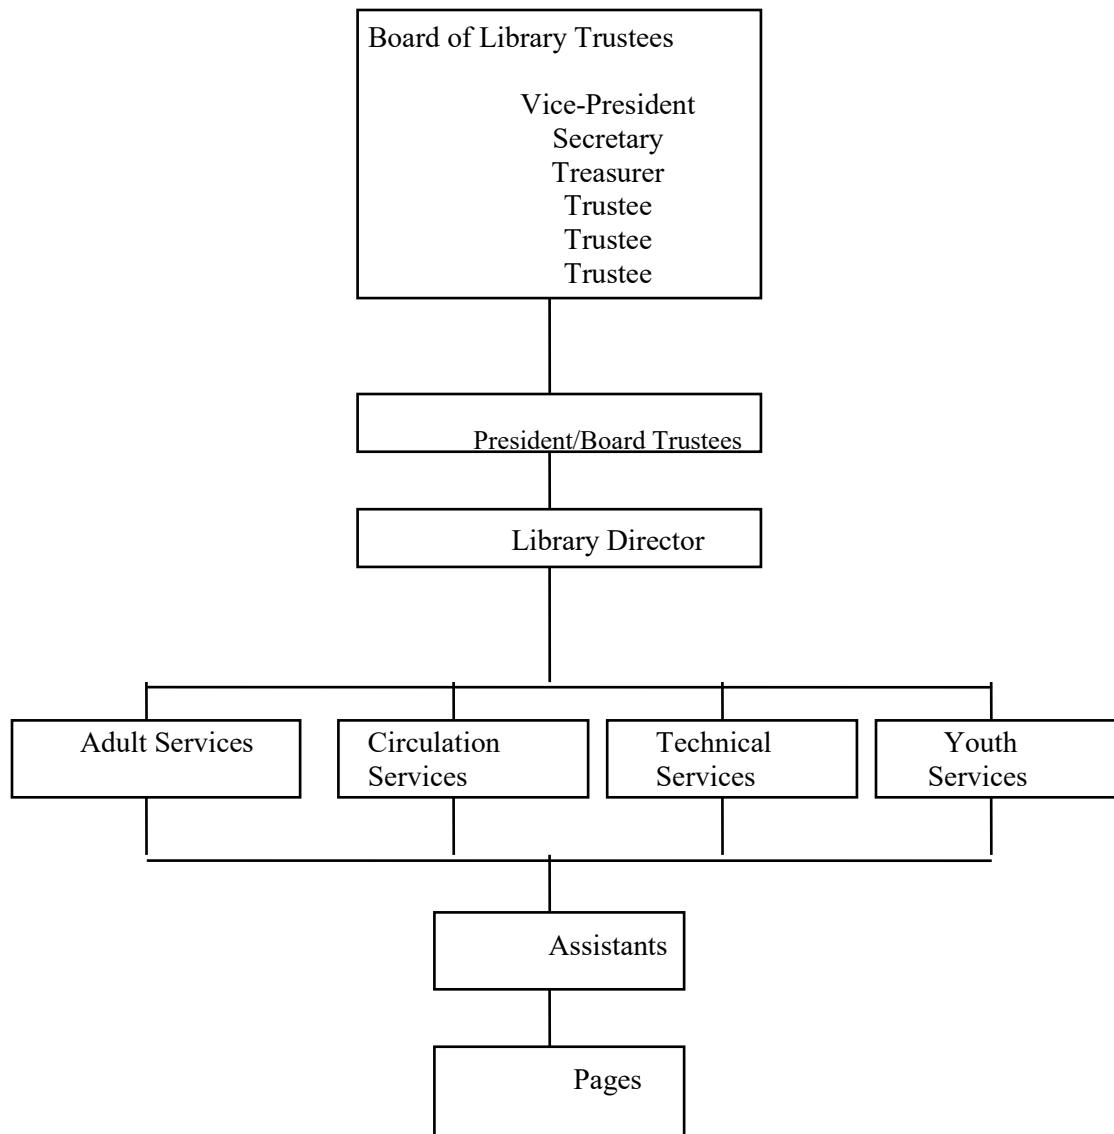 Board of Library Trustees
Vice-President
Secretary
Treasurer
Trustee
Trustee
Trustee
President/Board Trustees
Library Director
Adult Services
Circulation
Services
Technical
Services
Youth
Services
Assistants
Pages